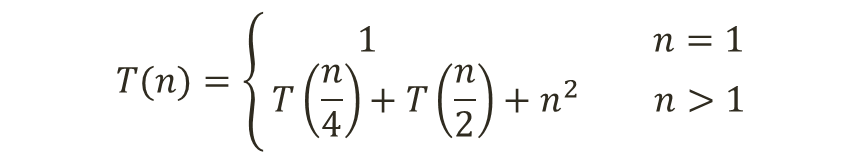 T(n) = { 1    n = 1
T(n/4) + T(n/2) + n²    n > 1